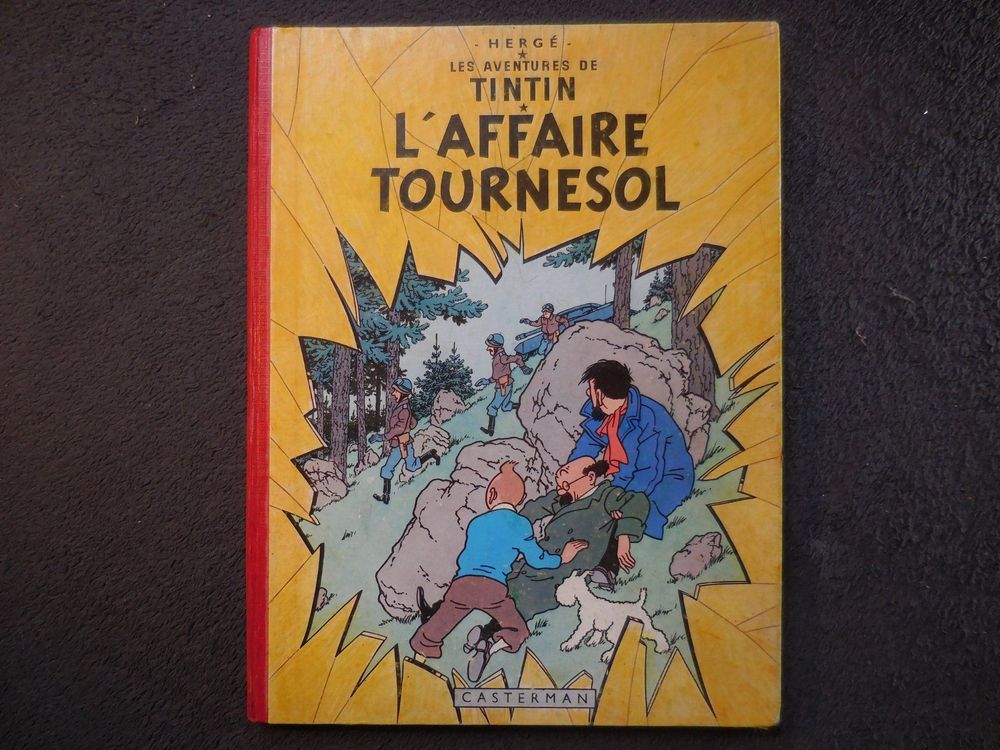 - HERGÉ -
LES AVENTURES DE
TINTIN
L'AFFAIRE
TOURNESOL
CASTERMAN